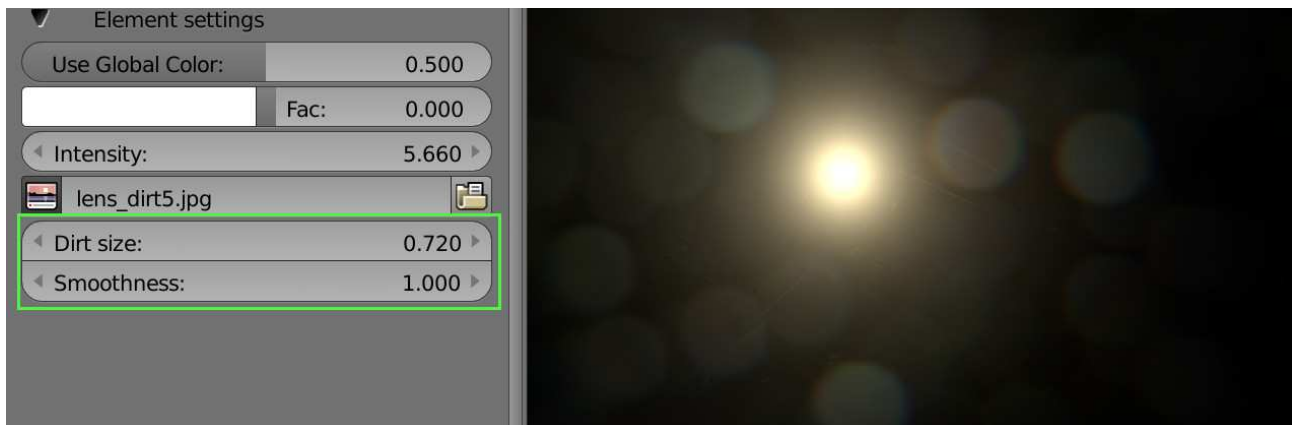 Element settings
Use Global Color: 0.500
Fac: 0.000
Intensity: 5.660
lens_dirt5.jpg
Dirt size: 0.720
Smoothness: 1.000